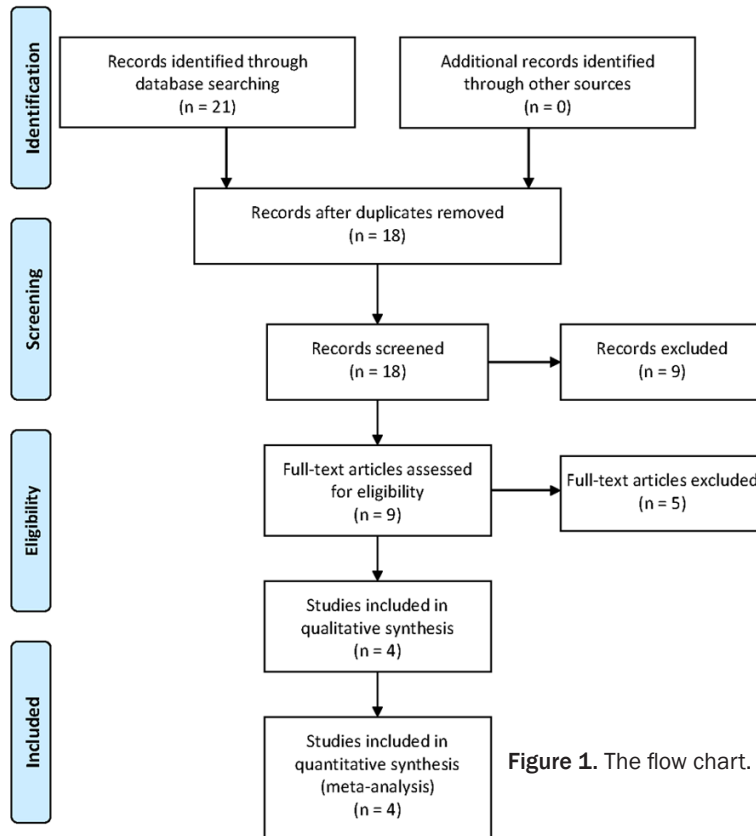 Identification
Records identified through
database searching
(n = 21)
Additional records identified
through other sources
(n = 0)
Records after duplicates removed
(n = 18)
Screening
Records screened
(n = 18)
Records excluded
(n = 9)
Eligibility
Full-text articles assessed
for eligibility
(n = 9)
Full-text articles excluded
(n = 5)
Studies included in
qualitative synthesis
(n = 4)
Included
Studies included in
quantitative synthesis
(meta-analysis)
(n = 4)
Figure 1. The flow chart.